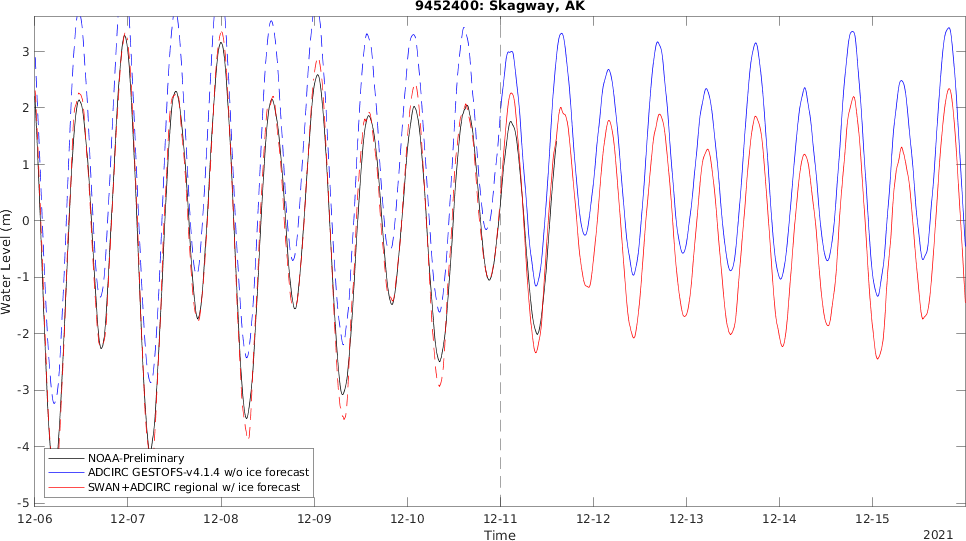 9452400: Skagway, AK
Water Level (m)
3
2
1
0
-1
-2
-3
-4
-5
NOAA-Preliminary
ADCIRC GESTOFS-v4.1.4 w/o ice forecast
SWAN+ADCIRC regional w/ ice forecast
12-06 12-07 12-08 12-09 12-10 12-11 12-12 12-13 12-14 12-15
Time
2021